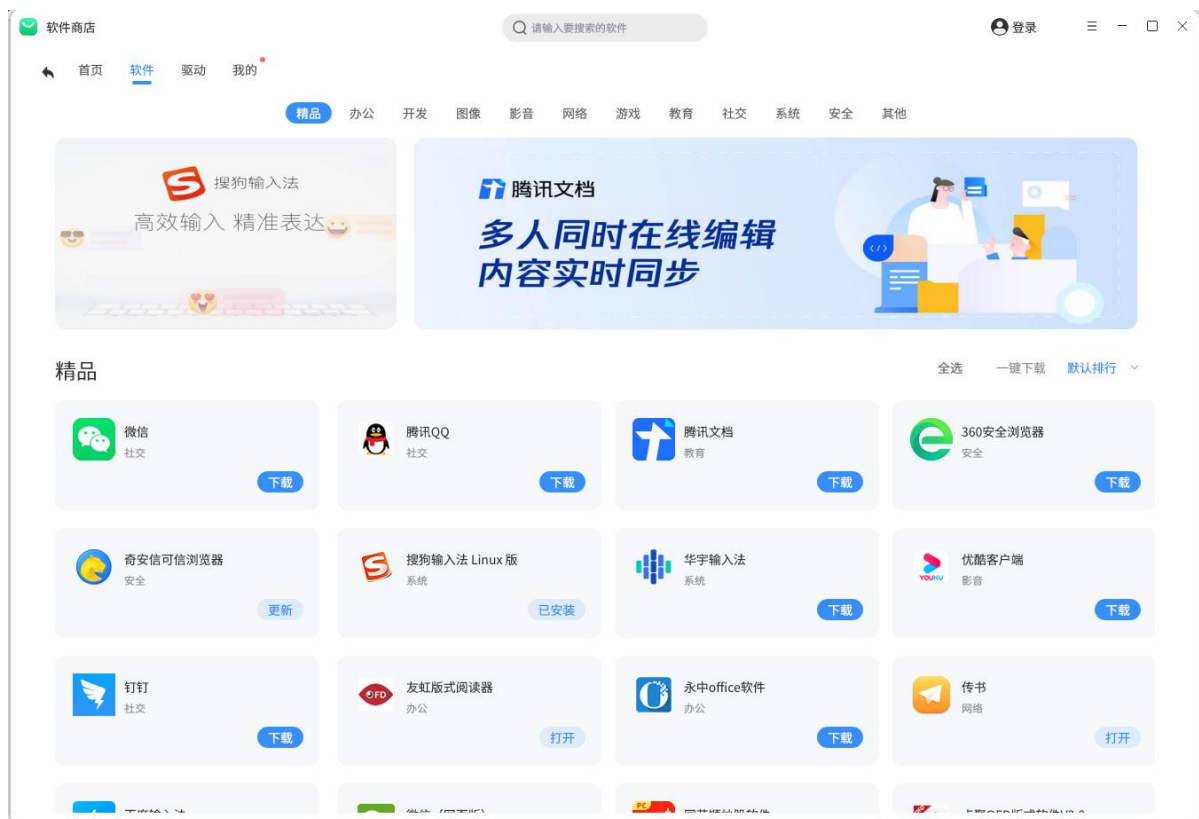 软件商店
请输入要搜索的软件
登录
首页 软件 驱动 我的
精品 办公 开发 图像 影音 网络 游戏 教育 社交 系统 安全 其他
搜狗输入法
高效输入 精准表达
腾讯文档
多人同时在线编辑
内容实时同步
精品
全选 一键下载 默认排行
微信
社交
下载
腾讯QQ
社交
下载
腾讯文档
教育
下载
360安全浏览器
安全
下载
奇安信可信浏览器
安全
更新
搜狗输入法 Linux 版
系统
已安装
华宇输入法
系统
下载
YOUKU
优酷客户端
影音
下载
钉钉
社交
下载
OFD
友虹版式阅读器
办公
打开
永中office软件
办公
下载
传书
网络
打开
PC